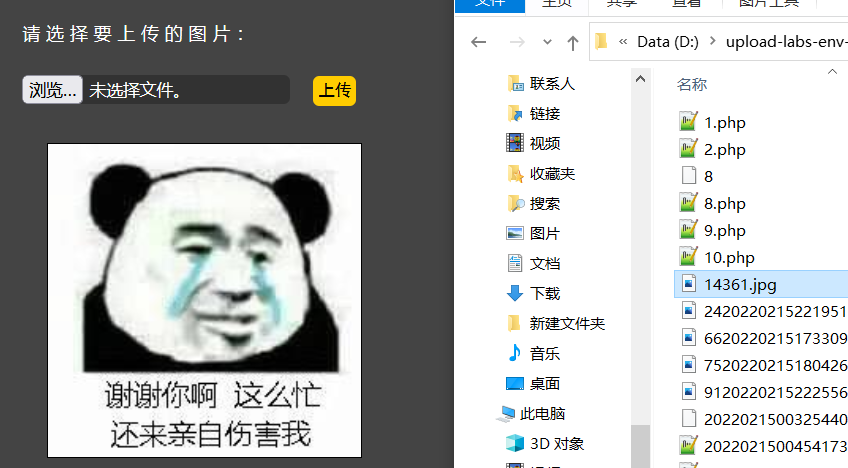 请选择要上传的图片：
浏览... 未选择文件。 上传
谢谢你啊 这么忙
还来亲自伤害我
文件 主页 共享 查看 图片工具
« Data (D:) > upload-labs-env-
联系人
链接
视频
收藏夹
搜索
图片
文档
下载
新建文件夹
音乐
桌面
此电脑
3D 对象
名称
1.php
2.php
8
8.php
9.php
10.php
14361.jpg
2420220215221951
6620220215173309
7520220215180426
9120220215222556
2022021500325440
2022021500454173